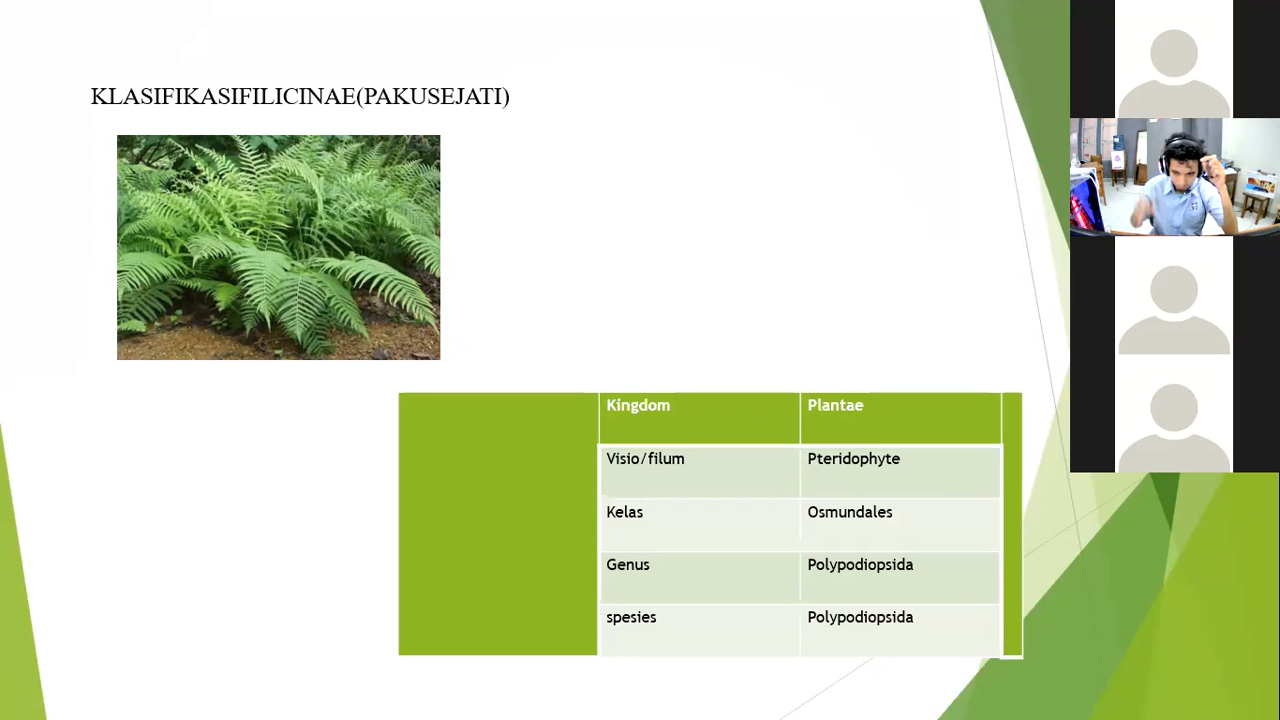 KLASIFIKASIFILICINAE(PAKUSEJATI)
Kingdom Plantae
Visio/filum Pteridophyte
Kelas Osmundales
Genus Polypodiopsida
spesies Polypodiopsida